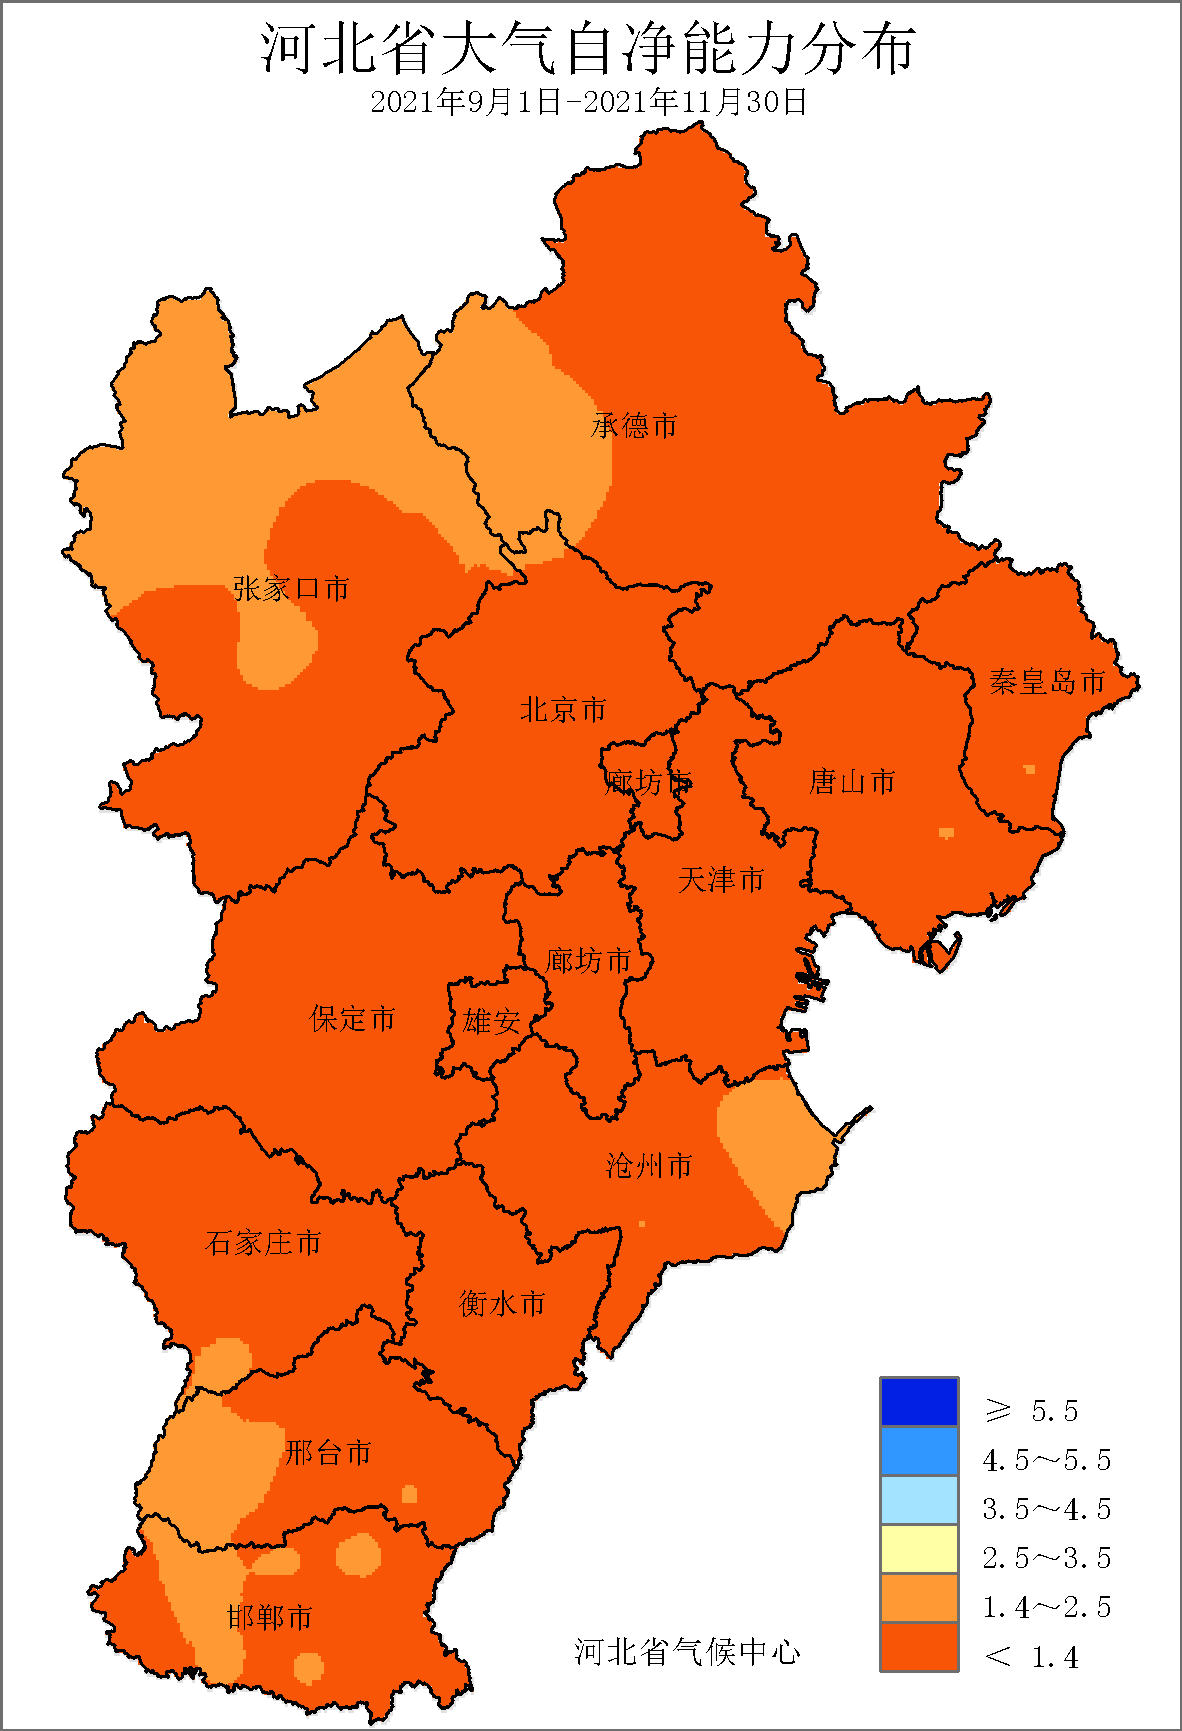 河北省大气自净能力分布
2021年9月1日-2021年11月30日
承德市
张家口市
秦皇岛市
北京市
廊坊市
唐山市
天津市
廊坊市
保定市
雄安
沧州市
石家庄市
衡水市
邢台市
邯郸市
≥ 5.5
4.5～5.5
3.5～4.5
2.5～3.5
1.4～2.5
< 1.4
河北省气候中心